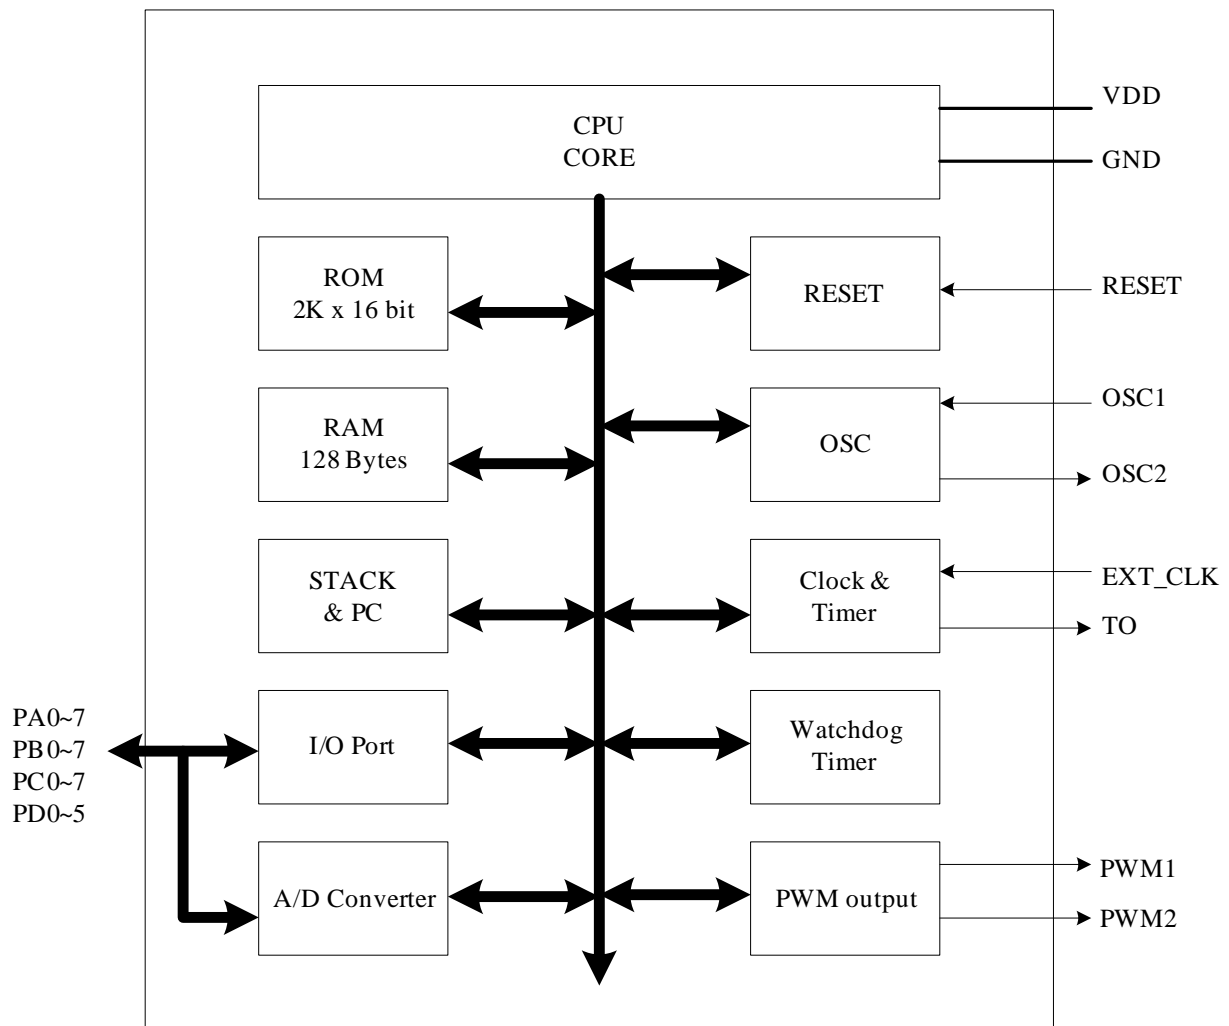 CPU
CORE
VDD
GND
ROM
2K x 16 bit
RESET
RESET
RAM
128 Bytes
OSC
OSC1
OSC2
STACK
& PC
Clock &
Timer
EXT_CLK
TO
PA0~7
PB0~7
PC0~7
PD0~5
I/O Port
Watchdog
Timer
A/D Converter
PWM output
PWM1
PWM2